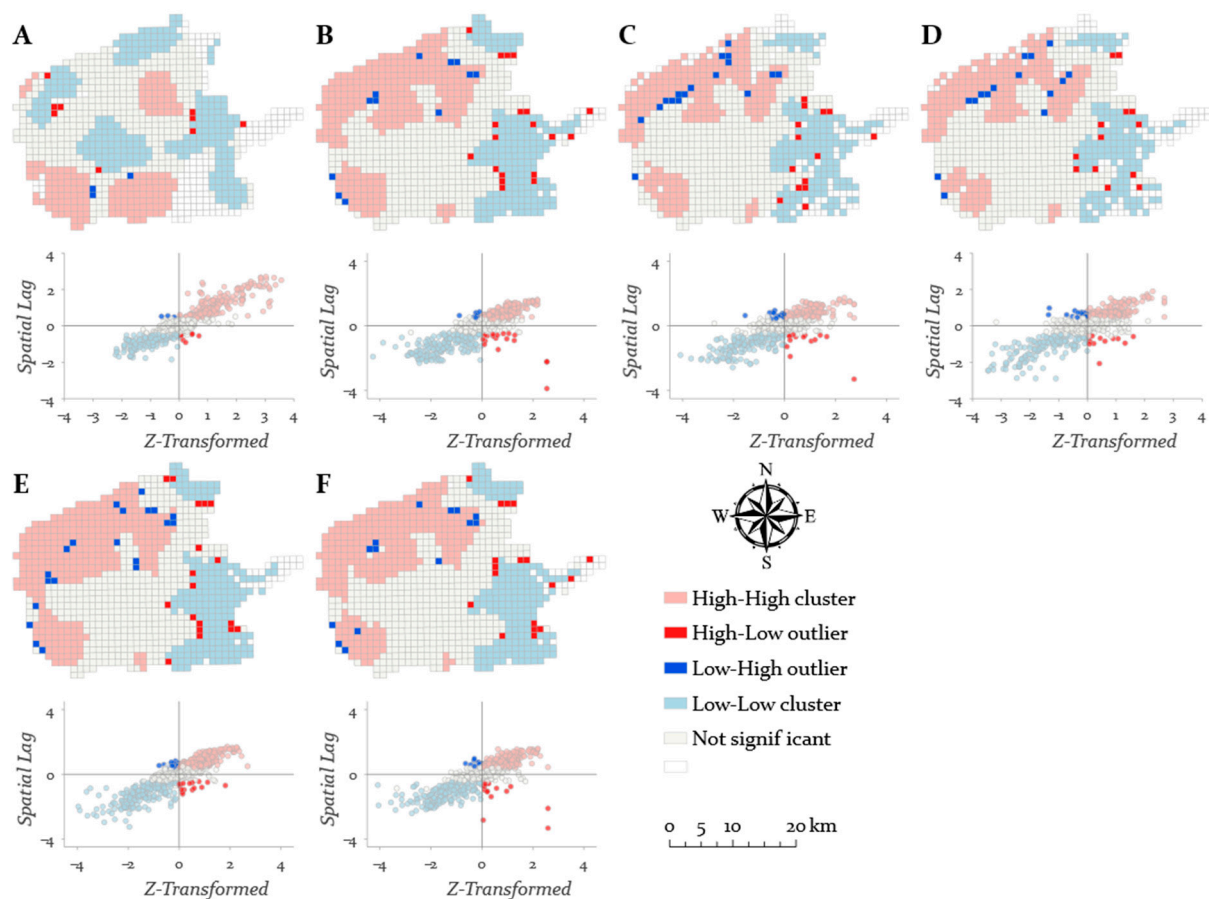 A B C D
4 4 4 4
2 2 2 2
0 0 0 0
−2 −2 −2 −2
−4 −4 −4 −4
Spatial Lag Spatial Lag Spatial Lag Spatial Lag
−4 −3 −2 −1 0 1 2 3 4 −4 −2 0 2 4 −4 −2 0 2 4 −4 −3 −2 −1 0 1 2 3 4
Z-Transformed Z-Transformed Z-Transformed Z-Transformed
E F
N
W E
S
High-High cluster
High-Low outlier
Low-High outlier
Low-Low cluster
Not signif icant
4 4
0 0
−4 −4
Spatial Lag Spatial Lag
−4 −2 0 2 4 −4 −2 0 2 4
Z-Transformed Z-Transformed
0 5 10 20 km